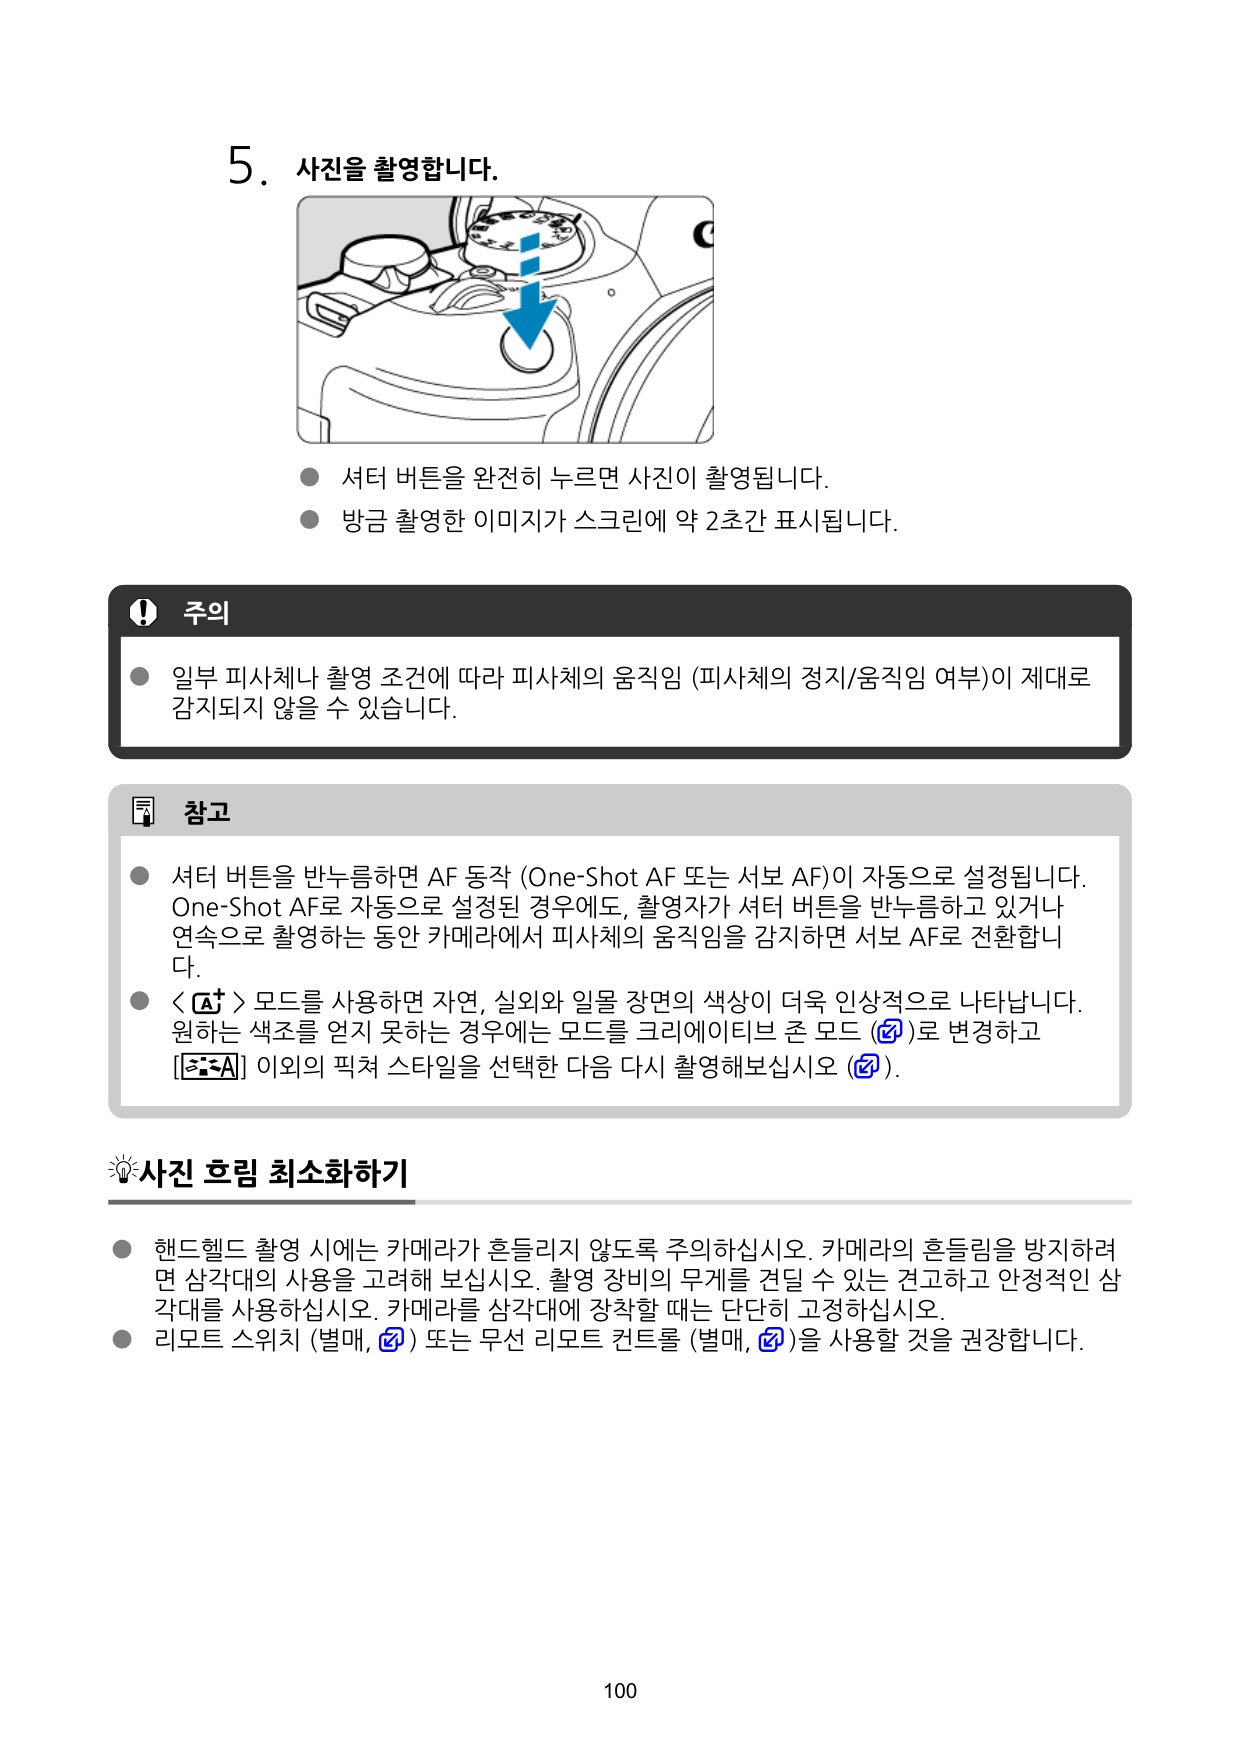 5. 사진을 촬영합니다.
● 셔터 버튼을 완전히 누르면 사진이 촬영됩니다.
● 방금 촬영한 이미지가 스크린에 약 2초간 표시됩니다.
주의
● 일부 피사체나 촬영 조건에 따라 피사체의 움직임 (피사체의 정지/움직임 여부)이 제대로
감지되지 않을 수 있습니다.
참고
● 셔터 버튼을 반누름하면 AF 동작 (One-Shot AF 또는 서보 AF)이 자동으로 설정됩니다.
One-Shot AF로 자동으로 설정된 경우에도, 촬영자가 셔터 버튼을 반누름하고 있거나
연속으로 촬영하는 동안 카메라에서 피사체의 움직임을 감지하면 서보 AF로 전환합니
다.
● < A+ > 모드를 사용하면 자연, 실외와 일몰 장면의 색상이 더욱 인상적으로 나타납니다.
원하는 색조를 얻지 못하는 경우에는 모드를 크리에이티브 존 모드 ( )로 변경하고
[ A] 이외의 픽쳐 스타일을 선택한 다음 다시 촬영해보십시오 ( ).
사진 흐림 최소화하기
● 핸드헬드 촬영 시에는 카메라가 흔들리지 않도록 주의하십시오. 카메라의 흔들림을 방지하려
면 삼각대의 사용을 고려해 보십시오. 촬영 장비의 무게를 견딜 수 있는 견고하고 안정적인 삼
각대를 사용하십시오. 카메라를 삼각대에 장착할 때는 단단히 고정하십시오.
● 리모트 스위치 (별매, ) 또는 무선 리모트 컨트롤 (별매, )을 사용할 것을 권장합니다.
100